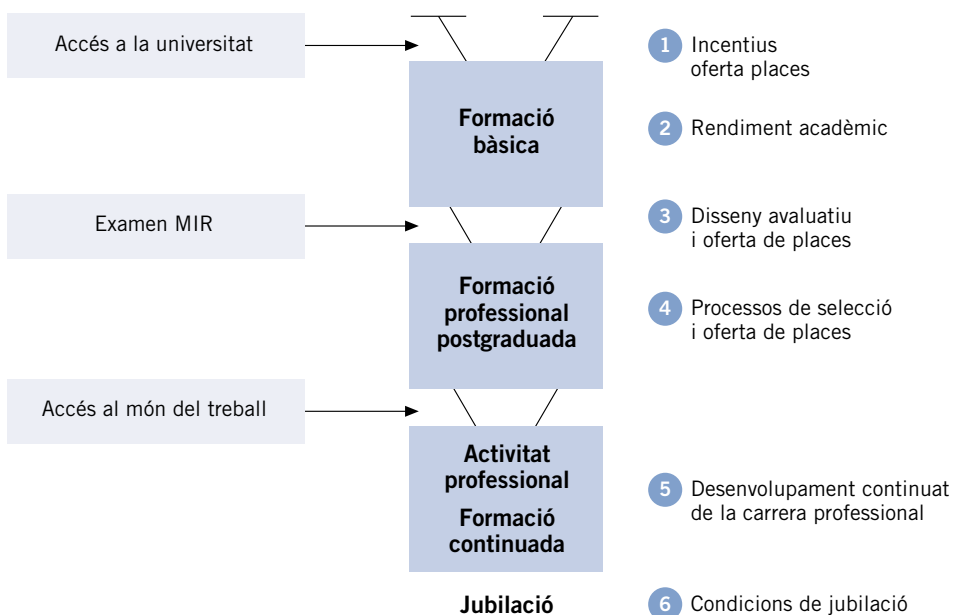 Accés a la universitat
1 Incentius
oferta places
Formació
bàsica
2 Rendiment acadèmic
Examen MIR
3 Disseny avaluatiu
i oferta de places
Formació
professional
postgraduada
4 Processos de selecció
i oferta de places
Accés al món del treball
Activitat
professional
Formació
continuada
5 Desenvolupament continuat
de la carrera professional
Jubilació
6 Condicions de jubilació